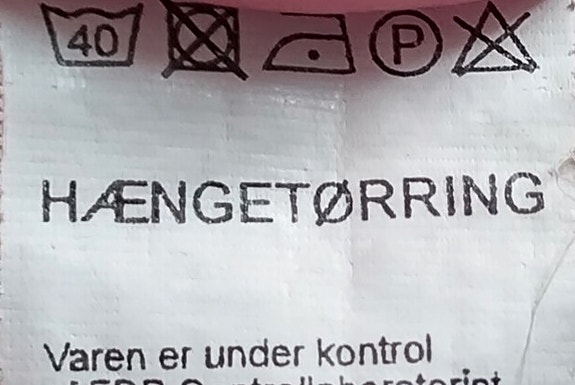 40 P
HÆNGETØRRING
Varen er under kontrol